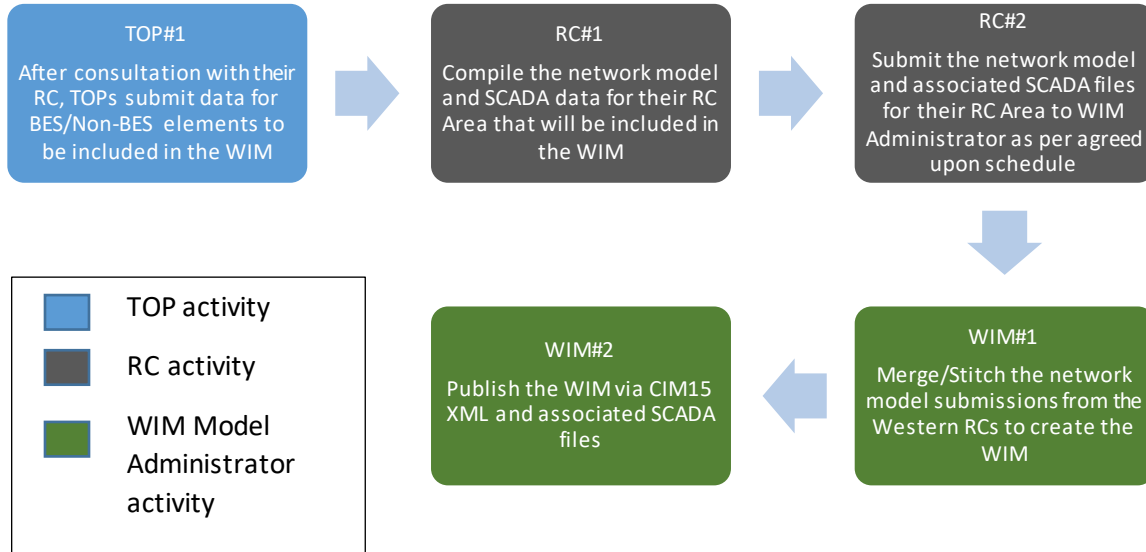 TOP#1
After consultation with their
RC, TOPs submit data for
BES/Non-BES elements to
be included in the WIM
RC#1
Compile the network model
and SCADA data for their RC
Area that will be included in
the WIM
RC#2
Submit the network model
and associated SCADA files
for their RC Area to WIM
Administrator as per agreed
upon schedule
WIM#1
Merge/Stitch the network
model submissions from the
Western RCs to create the
WIM
WIM#2
Publish the WIM via CIM15
XML and associated SCADA
files
TOP activity
RC activity
WIM Model
Administrator
activity